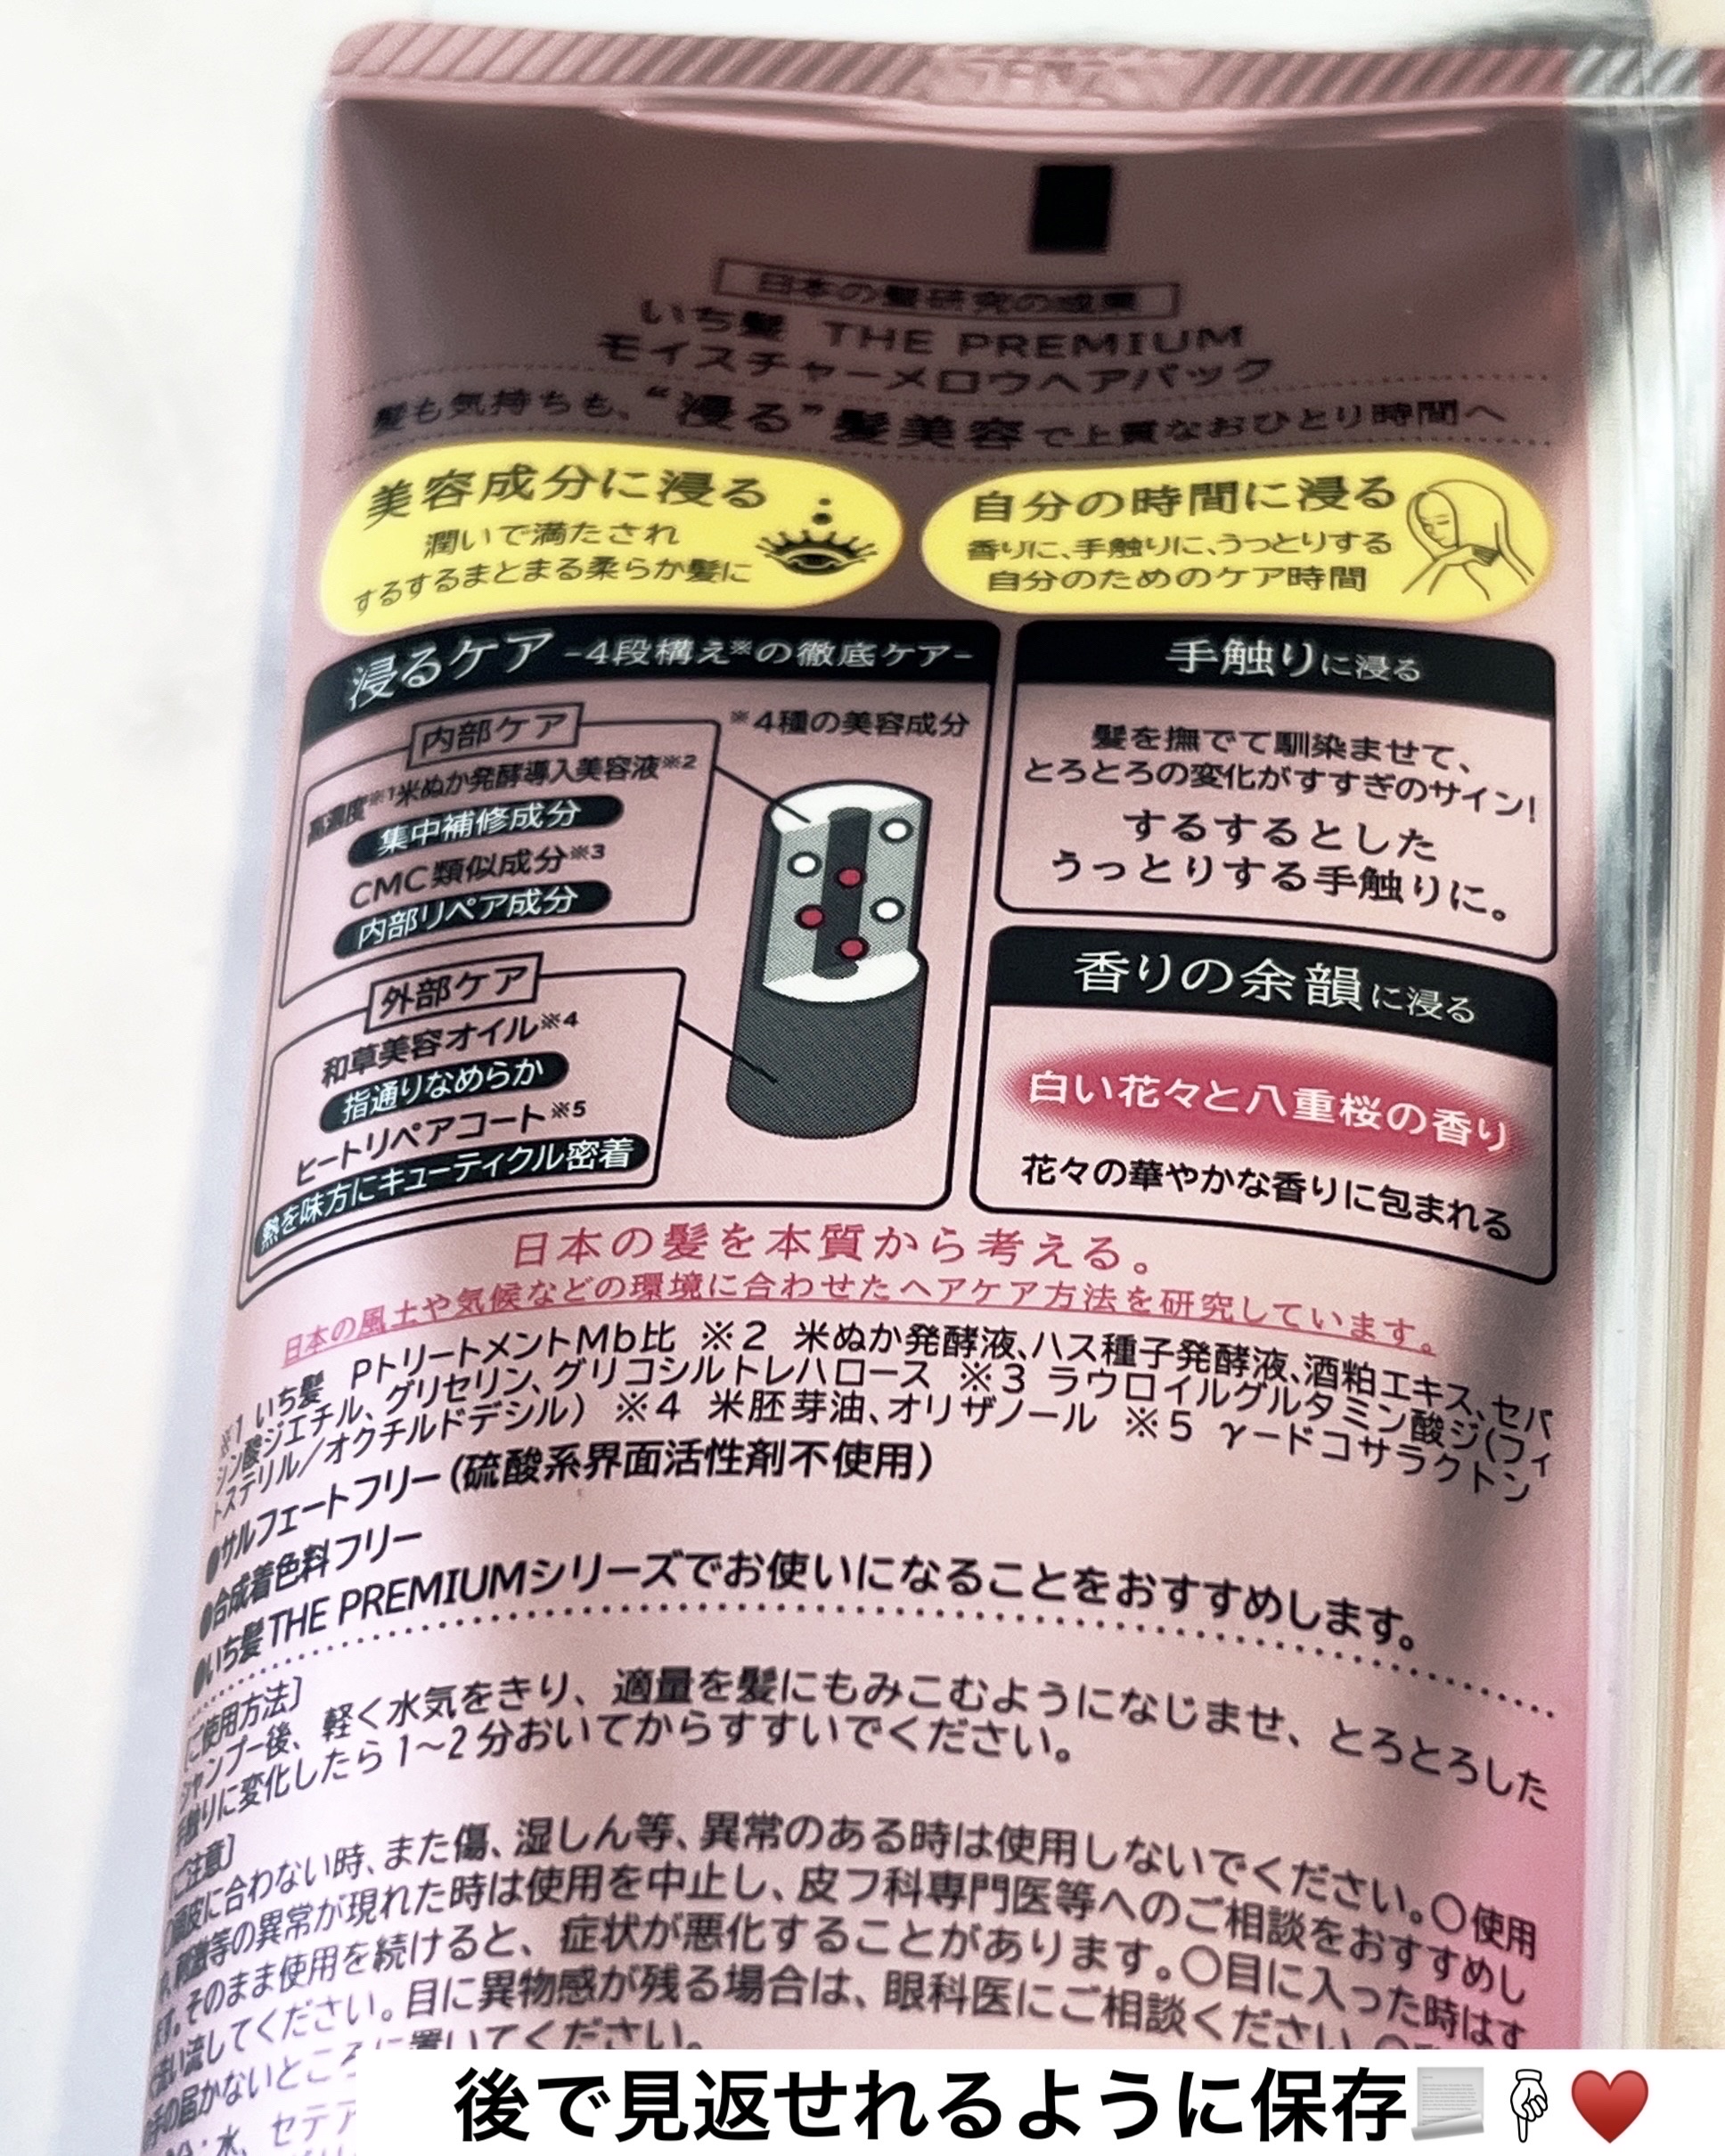 日本の髪研究の成果
いち髪 THE PREMIUM
モイスチャーメロウヘアパック
髪も気持ちも、“浸る”髪美容で上質なおひとり時間へ
美容成分に浸る
潤いで満たされ
するするまとまる柔らか髪に
自分の時間に浸る
香りに、手触りに、うっとりする
自分のためのケア時間
浸るケア -4段構え※の徹底ケア-
※4種の美容成分
内部ケア
高濃度※1米ぬか発酵導入美容液※2
集中補修成分
CMC類似成分※3
内部リペア成分
外部ケア
和草美容オイル※4
指通りなめらか
ヒートリペアコート※5
熱を味方にキューティクル密着
手触りに浸る
髪を撫でて馴染ませて、
とろとろの変化がすすぎのサイン!
するするとした
うっとりする手触りに。
香りの余韻に浸る
白い花々と八重桜の香り
花々の華やかな香りに包まれる
日本の髪を本質から考える。
日本の風土や気候などの環境に合わせたヘアケア方法を研究しています。
※1 いち髪 PトリートメントMb比 ※2 米ぬか発酵液、ハス種子発酵液、酒粕エキス、セバ
シン酸ジエチル、グリセリン、グリコシルトレハロース ※3 ラウロイルグルタミン酸ジ(フィ
トステリル/オクチルドデシル) ※4 米胚芽油、オリザノール ※5 γードコサラクトン
●サルフェートフリー(硫酸系界面活性剤不使用)
●合成着色料フリー
●いち髪THE PREMIUMシリーズでお使いになることをおすすめします。
〔ご使用方法〕
シャンプー後、軽く水気をきり、適量を髪にもみこむようになじませ、とろとろした
手触りに変化したら1~2分おいてからすすいでください。
〔ご注意〕
○頭皮に合わない時、また傷、湿しん等、異常のある時は使用しないでください。○使用
刺激等の異常が現れた時は使用を中止し、皮フ科専門医等へのご相談をおすすめし
ます。そのまま使用を続けると、症状が悪化することがあります。○目に入った時はす
洗い流してください。目に異物感が残る場合は、眼科医にご相談ください。
手の届かないところに置いてください。
水、セテア
後で見返せれるように保存📃👇♥️